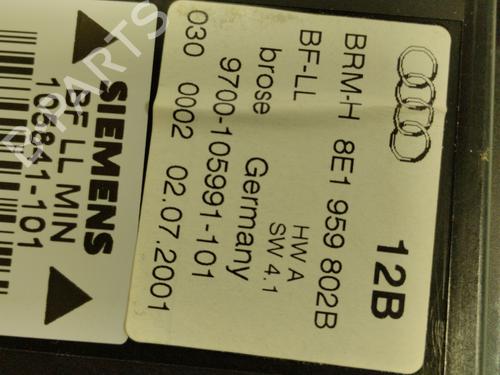 12B
BRM-H 8E1 959 802B
BF-LL HW A
SW 4.1
brose Germany
9700-105991-101
030 0002 02.07.2001
SIEMENS
BF LL MIN
105841-101
PARTS